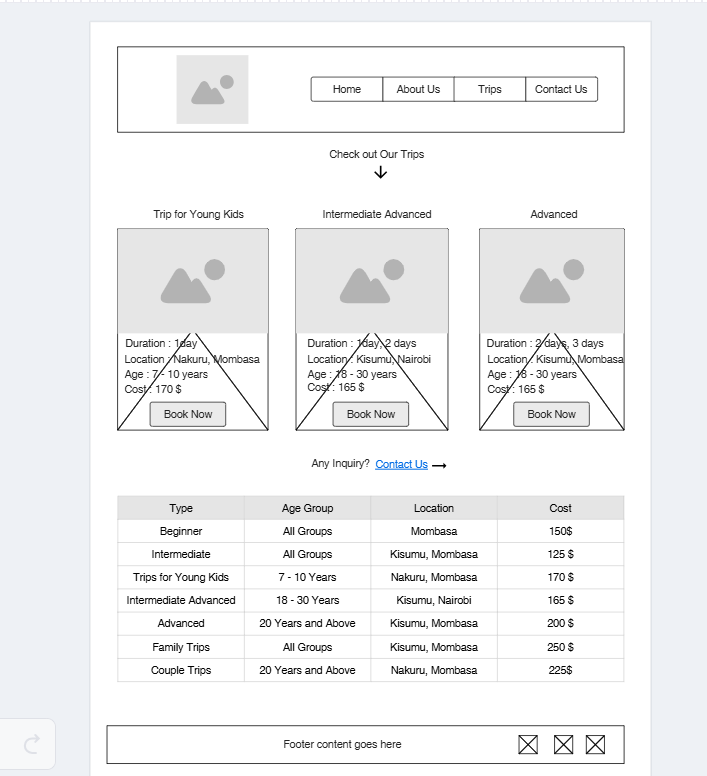 Home About Us Trips Contact Us
Check out Our Trips
Trip for Young Kids
Duration : 1day
Location : Nakuru, Mombasa
Age : 7 - 10 years
Cost : 170 $
Book Now
Intermediate Advanced
Duration : 1day, 2 days
Location : Kisumu, Nairobi
Age : 18 - 30 years
Cost : 165 $
Book Now
Advanced
Duration : 2 days, 3 days
Location : Kisumu, Mombasa
Age : 18 - 30 years
Cost : 165 $
Book Now
Any Inquiry? Contact Us
Type Age Group Location Cost
Beginner All Groups Mombasa 150$
Intermediate All Groups Kisumu, Mombasa 125 $
Trips for Young Kids 7 - 10 Years Nakuru, Mombasa 170 $
Intermediate Advanced 18 - 30 Years Kisumu, Nairobi 165 $
Advanced 20 Years and Above Kisumu, Mombasa 200 $
Family Trips All Groups Kisumu, Mombasa 250 $
Couple Trips 20 Years and Above Nakuru, Mombasa 225$
Footer content goes here